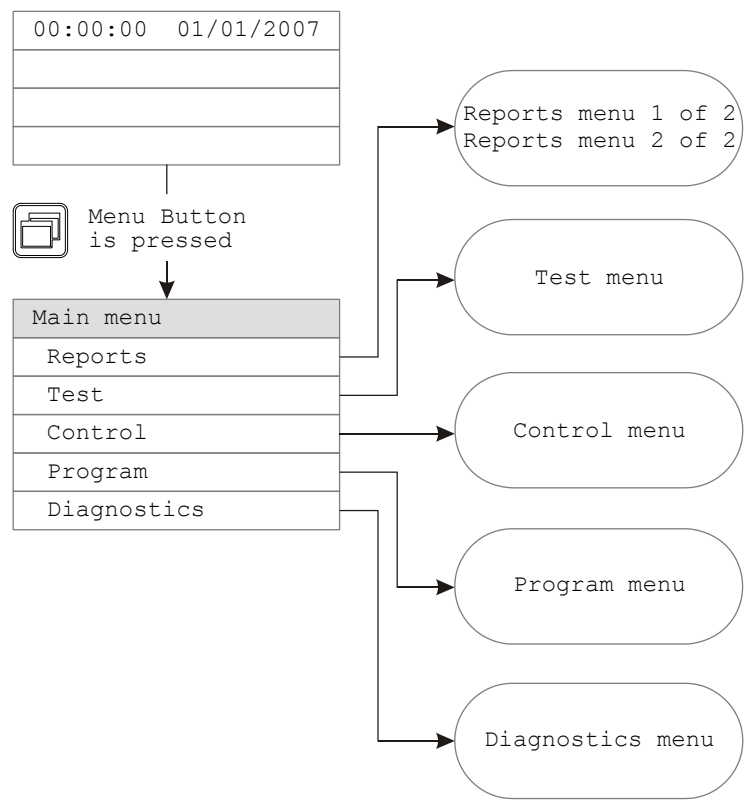 00:00:00 01/01/2007
Menu Button
is pressed
Main menu
Reports
Test
Control
Program
Diagnostics
Reports menu 1 of 2
Reports menu 2 of 2
Test menu
Control menu
Program menu
Diagnostics menu